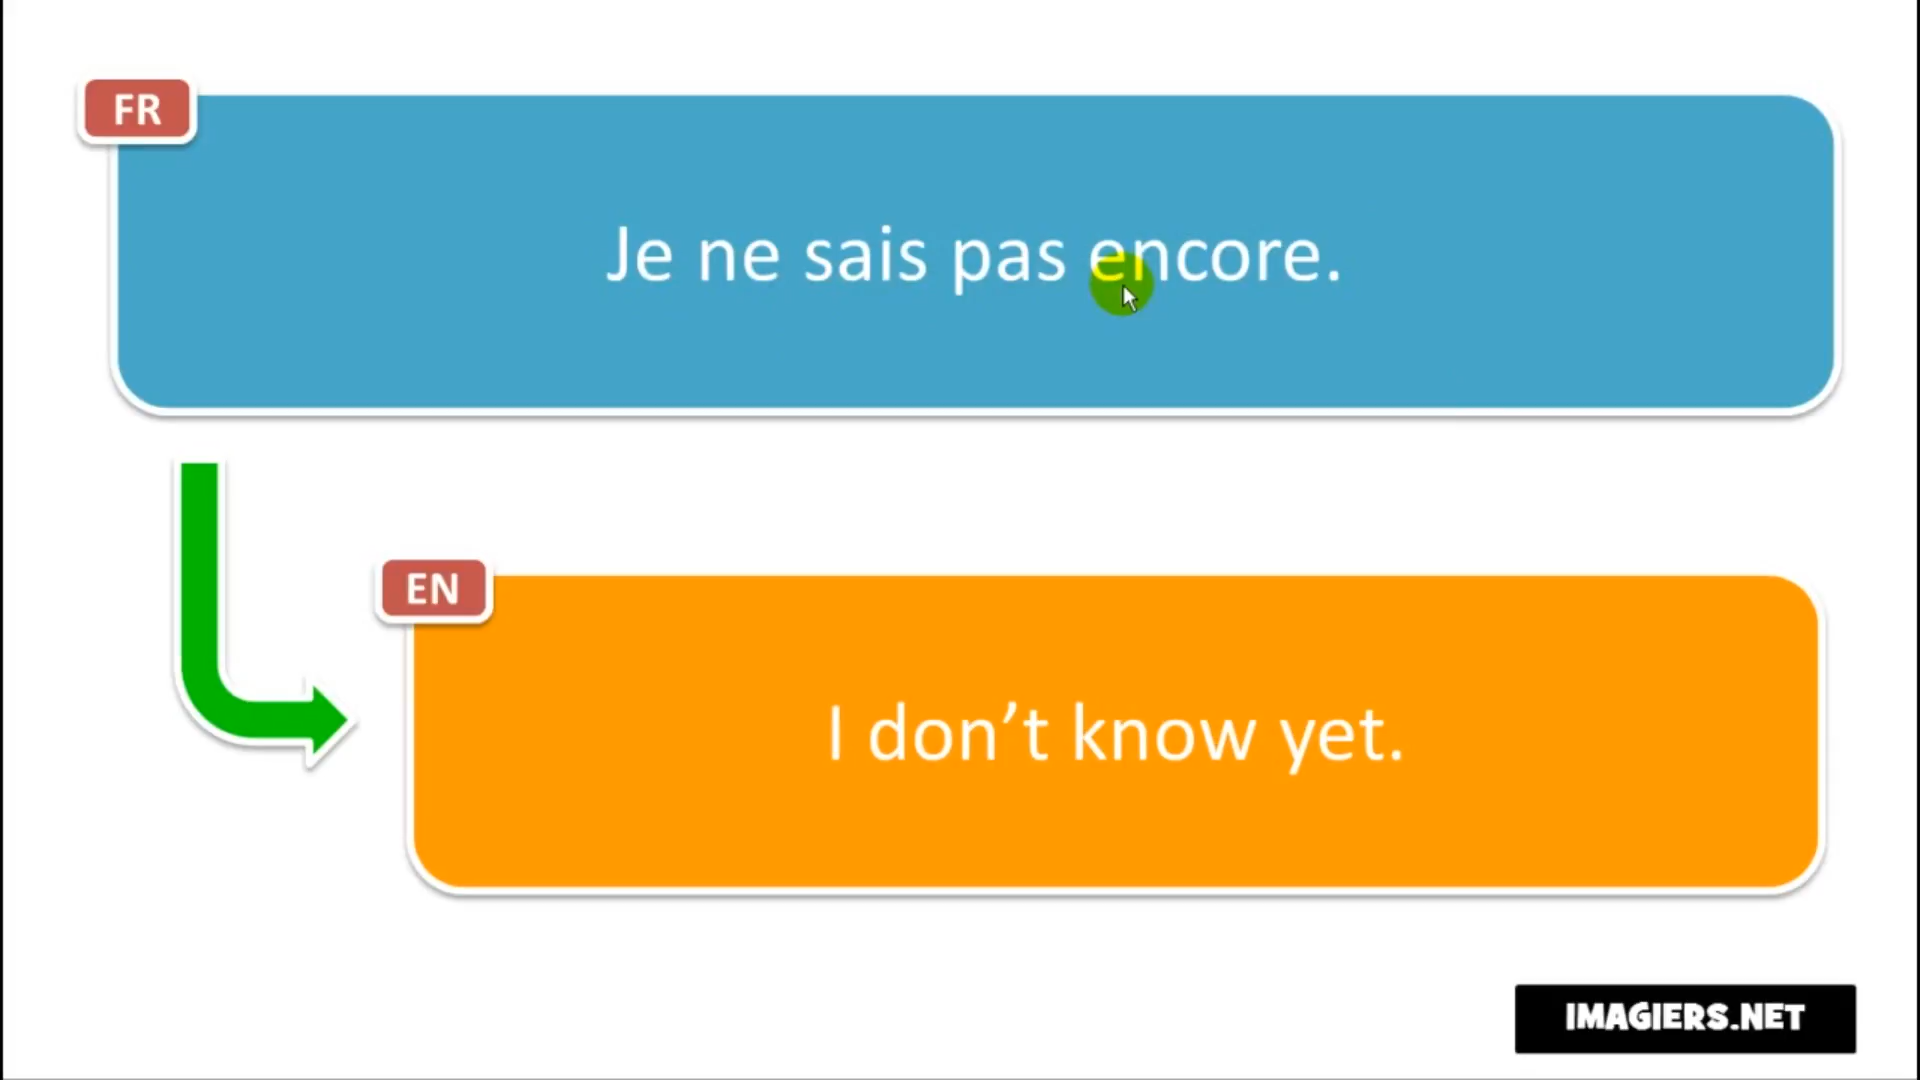 FR
Je ne sais pas encore.
EN
I don’t know yet.
IMAGIERS.NET